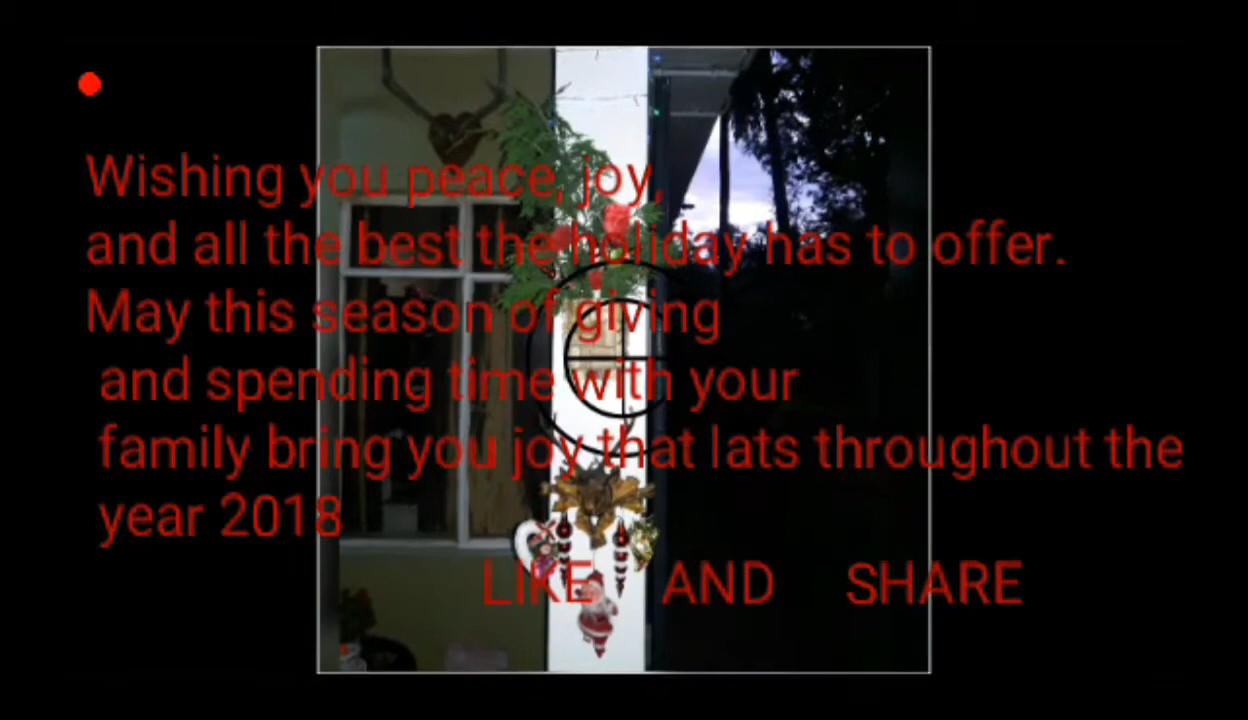 Wishing you peace, joy,
and all the best the holiday has to offer.
May this season of giving
and spending time with your
family bring you joy that lats throughout the
year 2018
LIKE AND SHARE